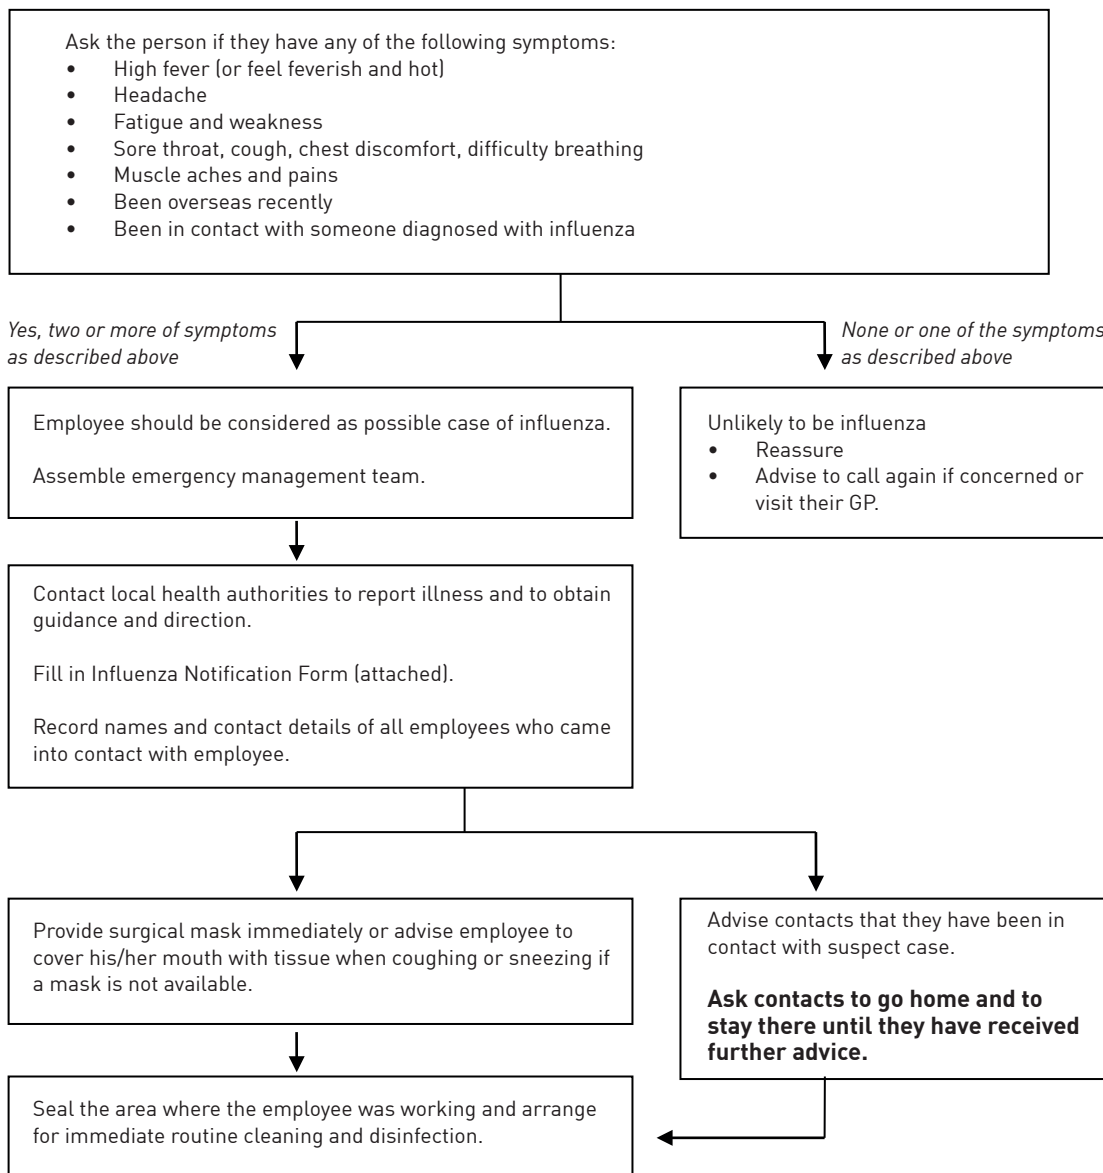 Ask the person if they have any of the following symptoms:
• High fever (or feel feverish and hot)
• Headache
• Fatigue and weakness
• Sore throat, cough, chest discomfort, difficulty breathing
• Muscle aches and pains
• Been overseas recently
• Been in contact with someone diagnosed with influenza
Yes, two or more of symptoms
as described above
None or one of the symptoms
as described above
Employee should be considered as possible case of influenza.
Assemble emergency management team.
Unlikely to be influenza
• Reassure
• Advise to call again if concerned or
visit their GP.
Contact local health authorities to report illness and to obtain
guidance and direction.
Fill in Influenza Notification Form (attached).
Record names and contact details of all employees who came
into contact with employee.
Provide surgical mask immediately or advise employee to
cover his/her mouth with tissue when coughing or sneezing if
a mask is not available.
Advise contacts that they have been in
contact with suspect case.
Ask contacts to go home and to
stay there until they have received
further advice.
Seal the area where the employee was working and arrange
for immediate routine cleaning and disinfection.